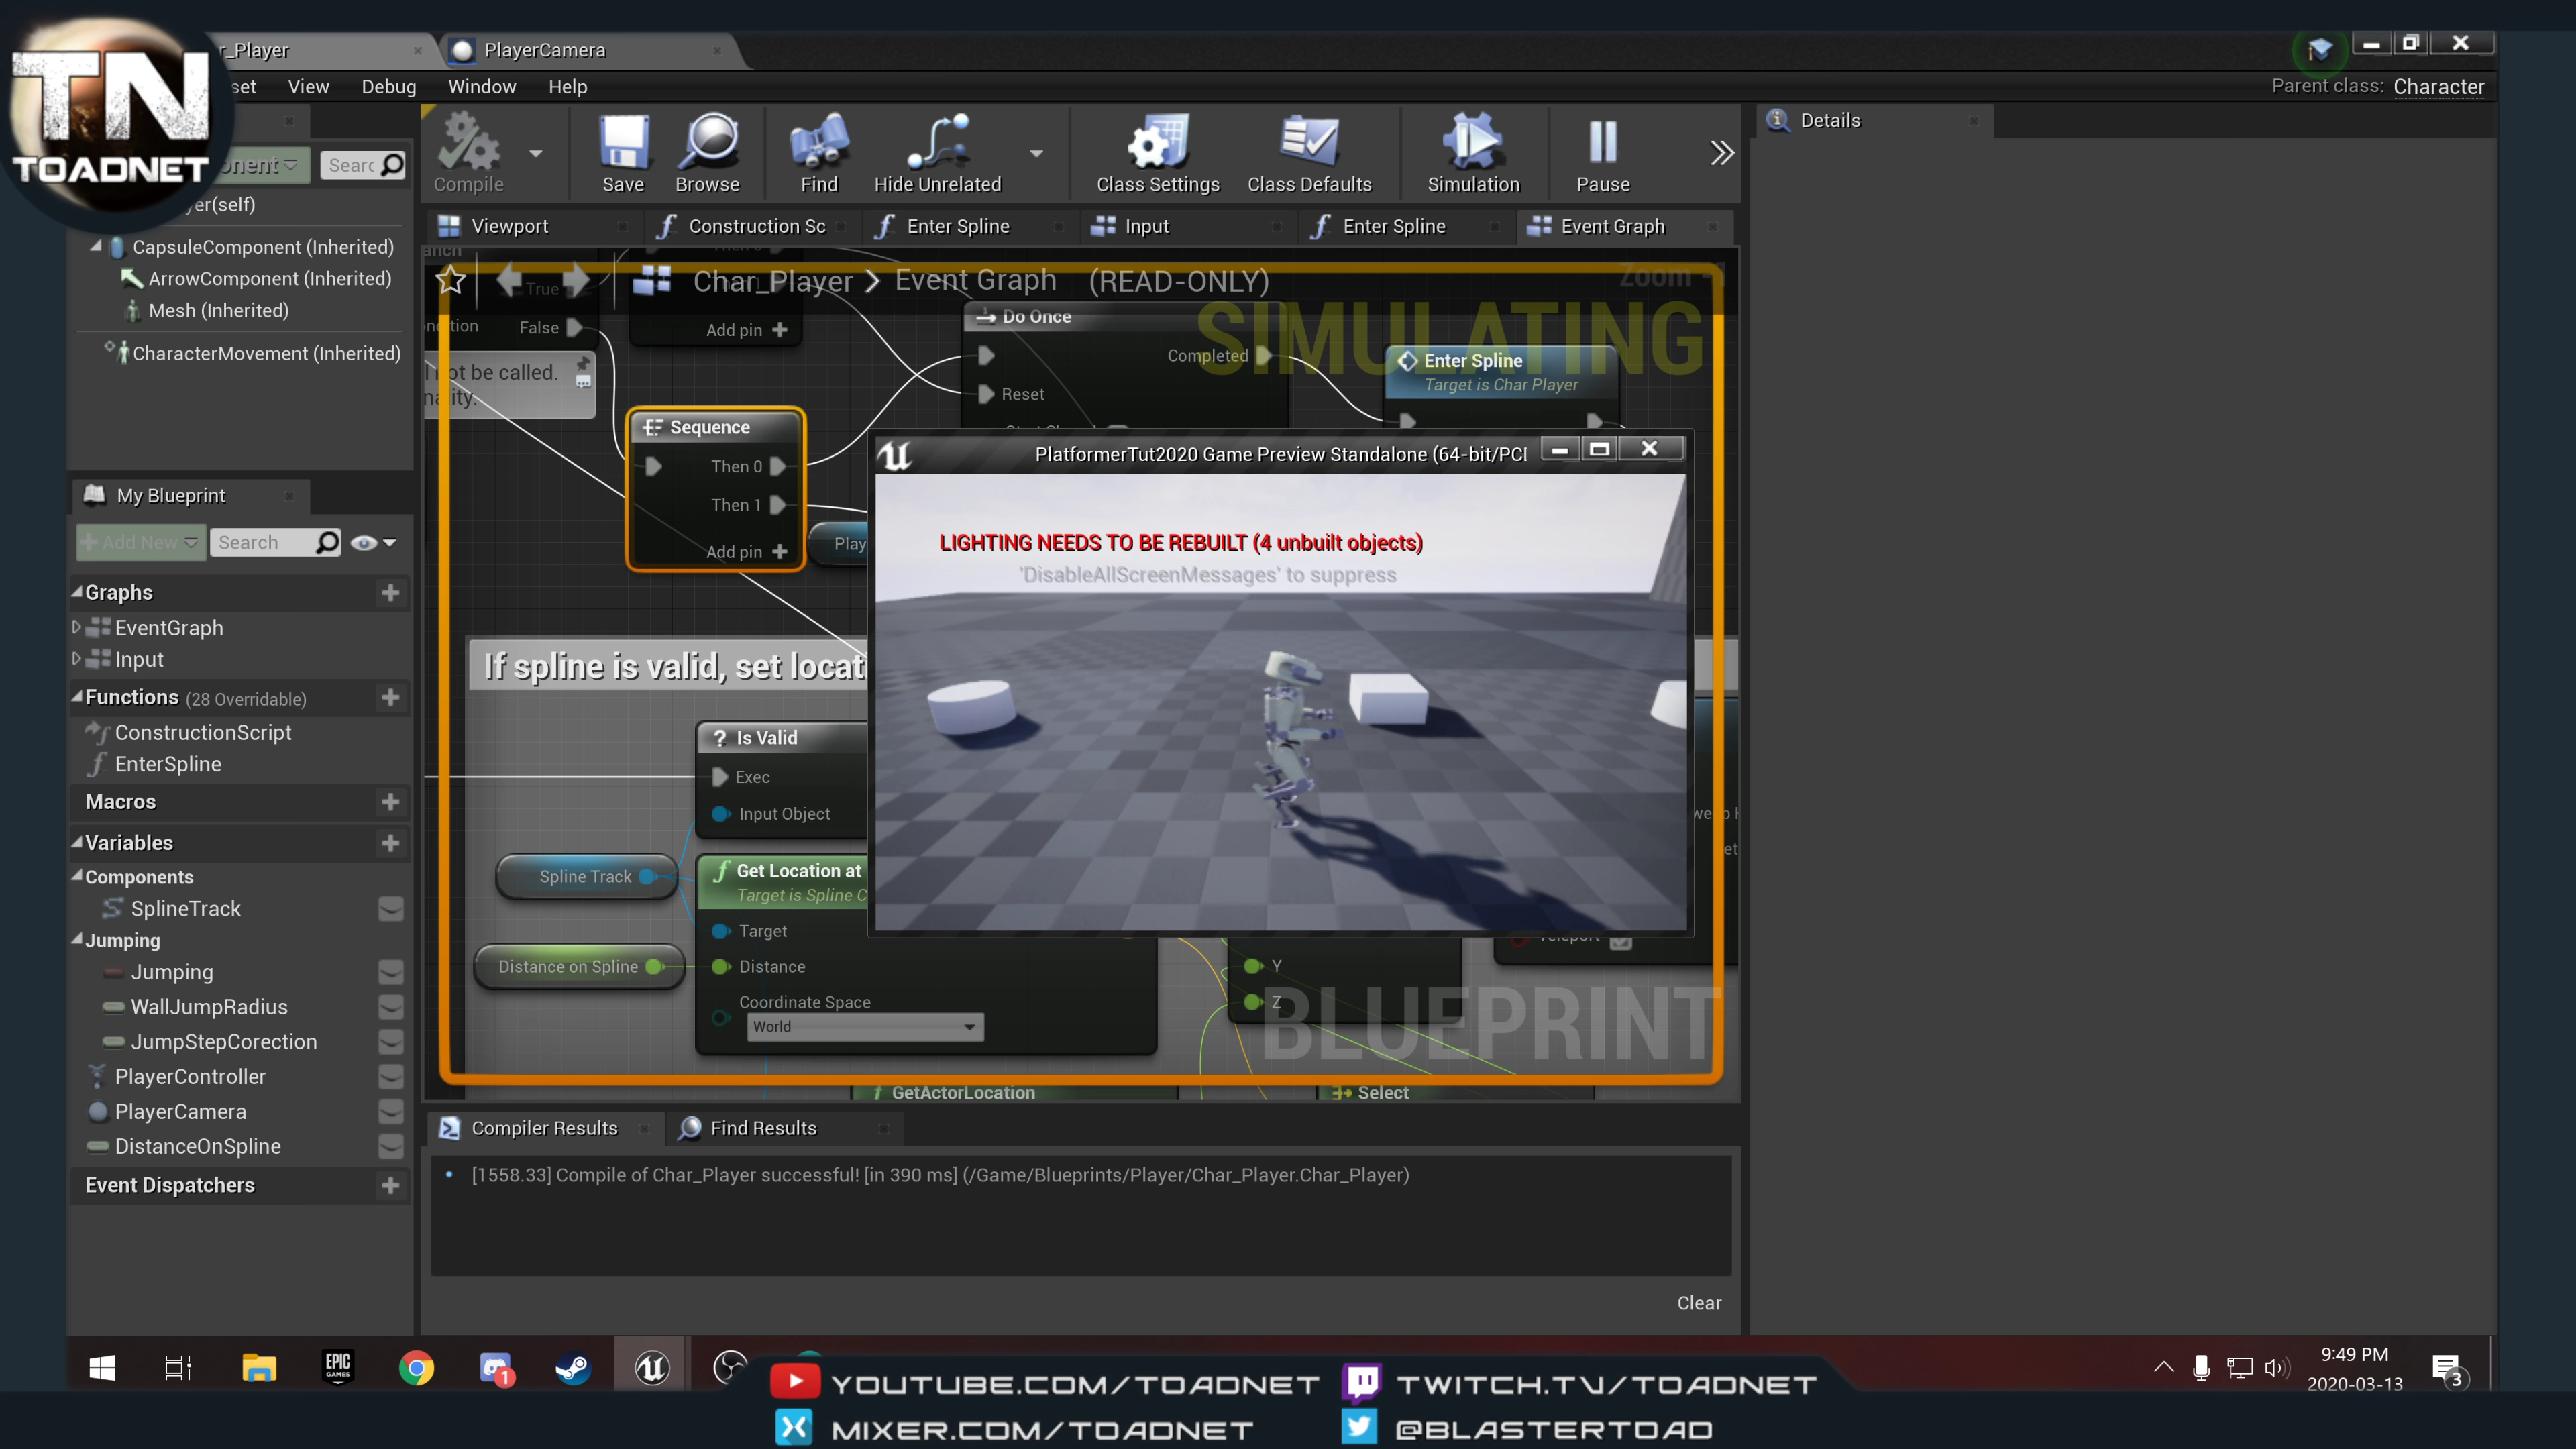 TN
TOADNET
r_Player
PlayerCamera
set View Debug Window Help
Parent class: Character
Compile
Save
Browse
Find
Hide Unrelated
Class Settings
Class Defaults
Simulation
Pause
Details
Searc
yer(self)
CapsuleComponent (Inherited)
ArrowComponent (Inherited)
Mesh (Inherited)
CharacterMovement (Inherited)
Viewport
Construction Sc
Enter Spline
Input
Enter Spline
Event Graph
Char_Player > Event Graph (READ-ONLY)
Zoom -1
SIMULATING
True
False
Add pin
l not be called.
Do Once
Completed
Reset
Enter Spline
Target is Char Player
Sequence
Then 0
Then 1
Add pin
Play
PlatformerTut2020 Game Preview Standalone (64-bit/PCI
LIGHTING NEEDS TO BE REBUILT (4 unbuilt objects)
'DisableAllScreenMessages' to suppress
If spline is valid, set locat
Is Valid
Exec
Input Object
Spline Track
Get Location at
Target is Spline C
Target
Distance on Spline
Distance
Coordinate Space
World
Y
Z
Teleport
BLUEPRINT
GetActorLocation
Select
My Blueprint
Add New
Search
Graphs
EventGraph
Input
Functions (28 Overridable)
ConstructionScript
EnterSpline
Macros
Variables
Components
SplineTrack
Jumping
Jumping
WallJumpRadius
JumpStepCorection
PlayerController
PlayerCamera
DistanceOnSpline
Event Dispatchers
Compiler Results
Find Results
[1558.33] Compile of Char_Player successful! [in 390 ms] (/Game/Blueprints/Player/Char_Player.Char_Player)
Clear
EPIC
GAMES
1
9:49 PM
2020-03-13
3
YOUTUBE.COM/TOADNET
TWITCH.TV/TOADNET
MIXER.COM/TOADNET
@BLASTERTOAD